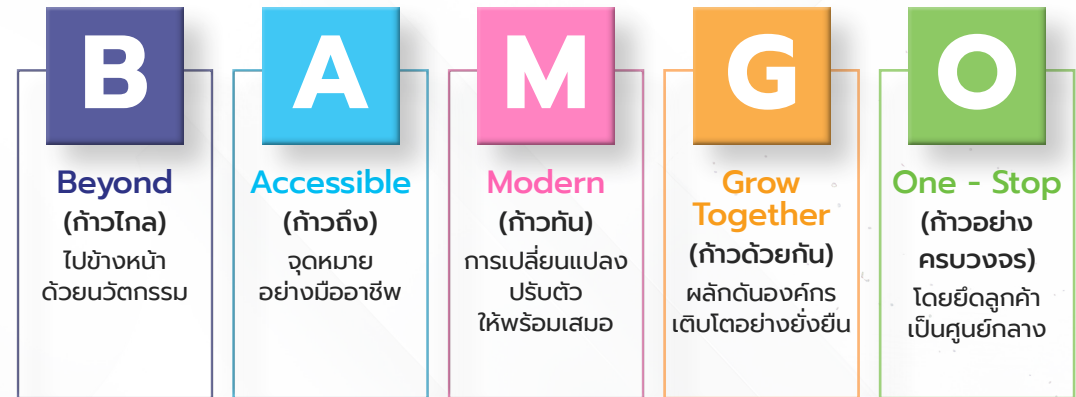 B
Beyond
(ก้าวไกล)
ไปข้างหน้า
ด้วยนวัตกรรม
A
Accessible
(ก้าวถึง)
จุดหมาย
อย่างมืออาชีพ
M
Modern
(ก้าวทัน)
การเปลี่ยนแปลง
ปรับตัว
ให้พร้อมเสมอ
G
Grow
Together
(ก้าวด้วยกัน)
ผลักดันองค์กร
เติบโตอย่างยั่งยืน
O
One - Stop
(ก้าวอย่าง
ครบวงจร)
โดยยึดลูกค้า
เป็นศูนย์กลาง